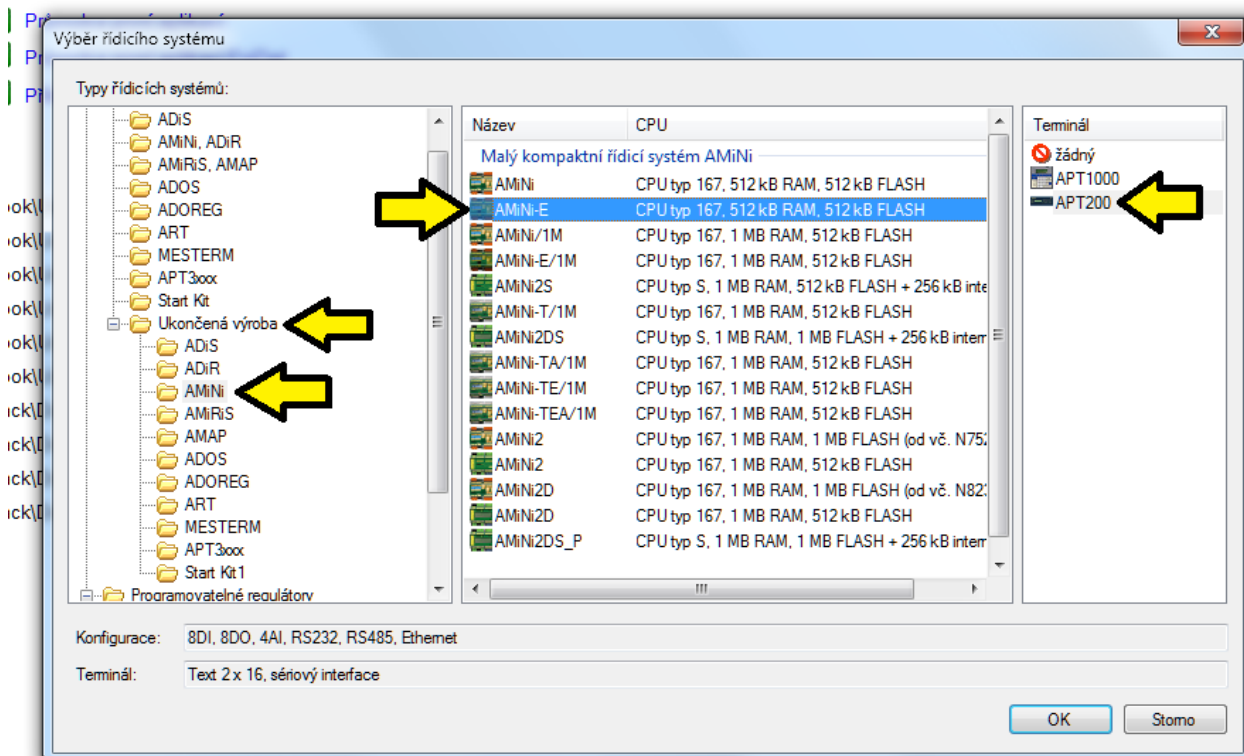 Výběr řídicího systému
Typy řídicích systémů:
ADiS
AMiNi, ADiR
AMiRiS, AMAP
ADOS
ADOREG
ART
MESTERM
APT3xxx
Start Kit
Ukončená výroba
ADiS
ADiR
AMiNi
AMiRiS
AMAP
ADOS
ADOREG
ART
MESTERM
APT3xxx
Start Kit1
Programovatelné regulátory
Název CPU
Malý kompaktní řídicí systém AMiNi
AMiNi CPU typ 167, 512 kB RAM, 512 kB FLASH
AMiNi-E CPU typ 167, 512 kB RAM, 512 kB FLASH
AMiNi/1M CPU typ 167, 1 MB RAM, 512 kB FLASH
AMiNi-E/1M CPU typ 167, 1 MB RAM, 512 kB FLASH
AMiNi2S CPU typ S, 1 MB RAM, 512 kB FLASH + 256 kB inte
AMiNi-T/1M CPU typ 167, 1 MB RAM, 512 kB FLASH
AMiNi2DS CPU typ S, 1 MB RAM, 1 MB FLASH + 256 kB intern
AMiNi-TA/1M CPU typ 167, 1 MB RAM, 512 kB FLASH
AMiNi-TE/1M CPU typ 167, 1 MB RAM, 512 kB FLASH
AMiNi-TEA/1M CPU typ 167, 1 MB RAM, 512 kB FLASH
AMiNi2 CPU typ 167, 1 MB RAM, 1 MB FLASH (od vč. N752
AMiNi2 CPU typ 167, 1 MB RAM, 512 kB FLASH
AMiNi2D CPU typ 167, 1 MB RAM, 1 MB FLASH (od vč. N823
AMiNi2D CPU typ 167, 1 MB RAM, 512 kB FLASH
AMiNi2DS_P CPU typ S, 1 MB RAM, 1 MB FLASH + 256 kB intern
Terminál
žádný
APT1000
APT200
Konfigurace: 8DI, 8DO, 4AI, RS232, RS485, Ethernet
Terminál: Text 2 x 16, sériový interface
OK Storno